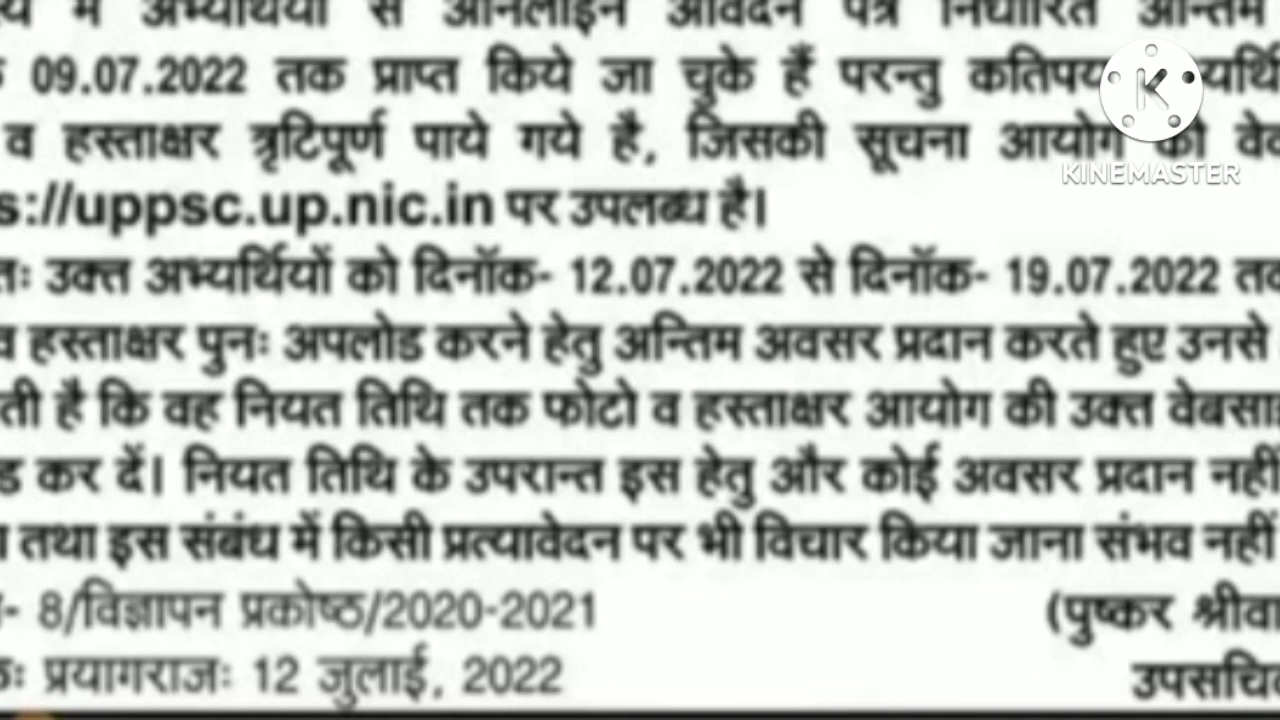 में अभ्यर्थियों से ऑनलाइन आवेदन पत्र निर्धारित अन्तिम
09.07.2022 तक प्राप्त किये जा चुके हैं परन्तु
व हस्ताक्षर त्रृटिपूर्ण पाये गये है, जिसकी सूचना आयोग की
s://uppsc.up.nic.in पर उपलब्ध है।
KINEMASTER
तः उक्त अभ्यर्थियों को दिनॉक- 12.07.2022 से दिनॉक- 19.07.2022
व हस्ताक्षर पुनः अपलोड करने हेतु अन्तिम अवसर प्रदान करते हुए उनसे
ती है कि वह नियत तिथि तक फोटो व हस्ताक्षर आयोग की उक्त
ड कर दें। नियत तिथि के उपरान्त इस हेतु और कोई अवसर प्रदान नहीं
तथा इस संबंध में किसी प्रत्यावेदन पर भी विचार किया जाना संभव नहीं
- 8/विज्ञापन प्रकोष्ठ/2020-2021
(पुष्कर
प्रयागराजः 12 जुलाई, 2022